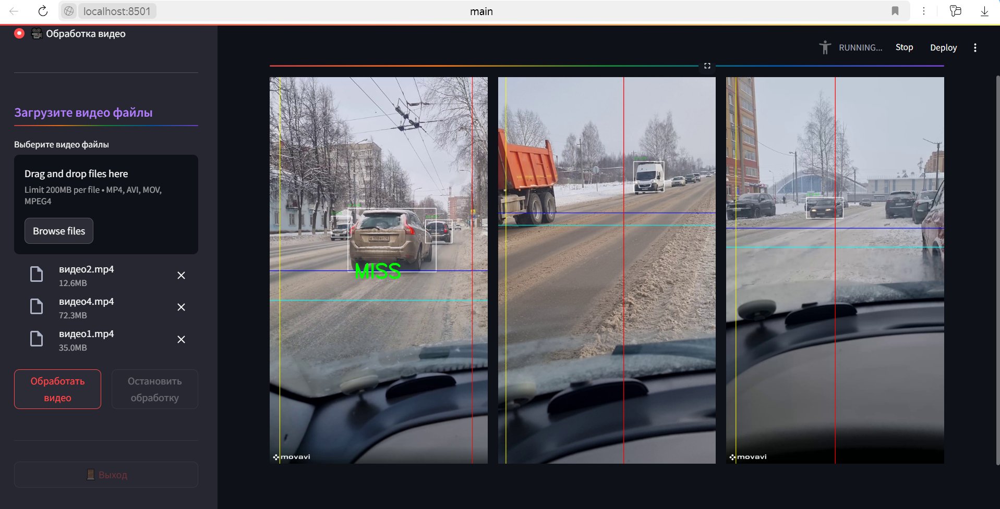 localhost:8501
main
Обработка видео
RUNNING...
Stop
Deploy
Загрузите видео файлы
Выберите видео файлы
Drag and drop files here
Limit 200MB per file • MP4, AVI, MOV,
MPEG4
Browse files
видео2.mp4
12.6MB
видео4.mp4
72.3MB
видео1.mp4
35.0MB
Обработать
видео
Остановить
обработку
Выход
MISS
movavi
movavi